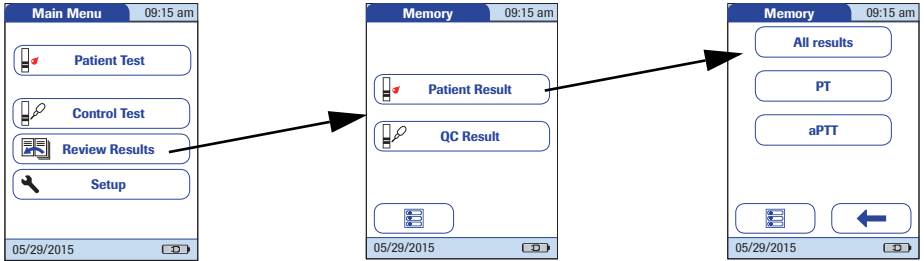 Main Menu 09:15 am
Patient Test
Control Test
Review Results
Setup
05/29/2015
Memory 09:15 am
Patient Result
QC Result
05/29/2015
Memory 09:15 am
All results
PT
aPTT
05/29/2015